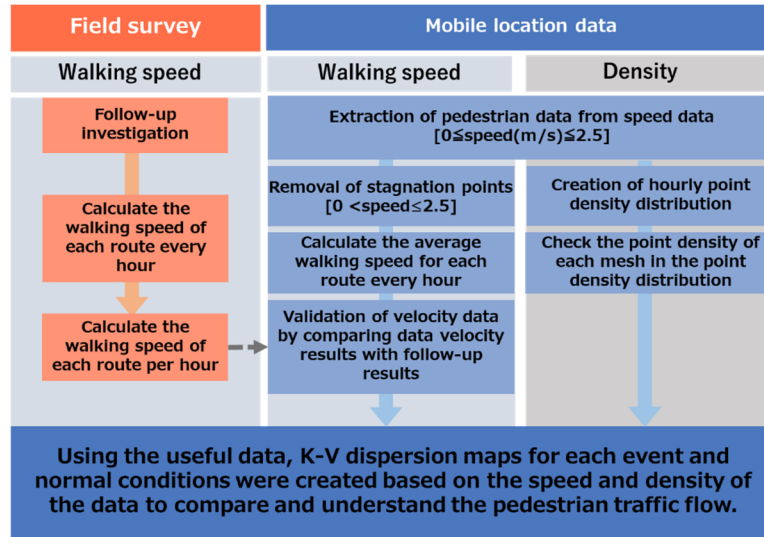 Field survey
Mobile location data
Walking speed
Walking speed
Density
Follow-up
investigation
Calculate the
walking speed of
each route every
hour
Calculate the
walking speed of
each route per hour
Extraction of pedestrian data from speed data
[0≦speed(m/s)≦2.5]
Removal of stagnation points
[0 <speed≤2.5]
Calculate the average
walking speed for each
route every hour
Validation of velocity data
by comparing data velocity
results with follow-up
results
Creation of hourly point
density distribution
Check the point density of
each mesh in the point
density distribution
Using the useful data, K-V dispersion maps for each event and
normal conditions were created based on the speed and density of
the data to compare and understand the pedestrian traffic flow.